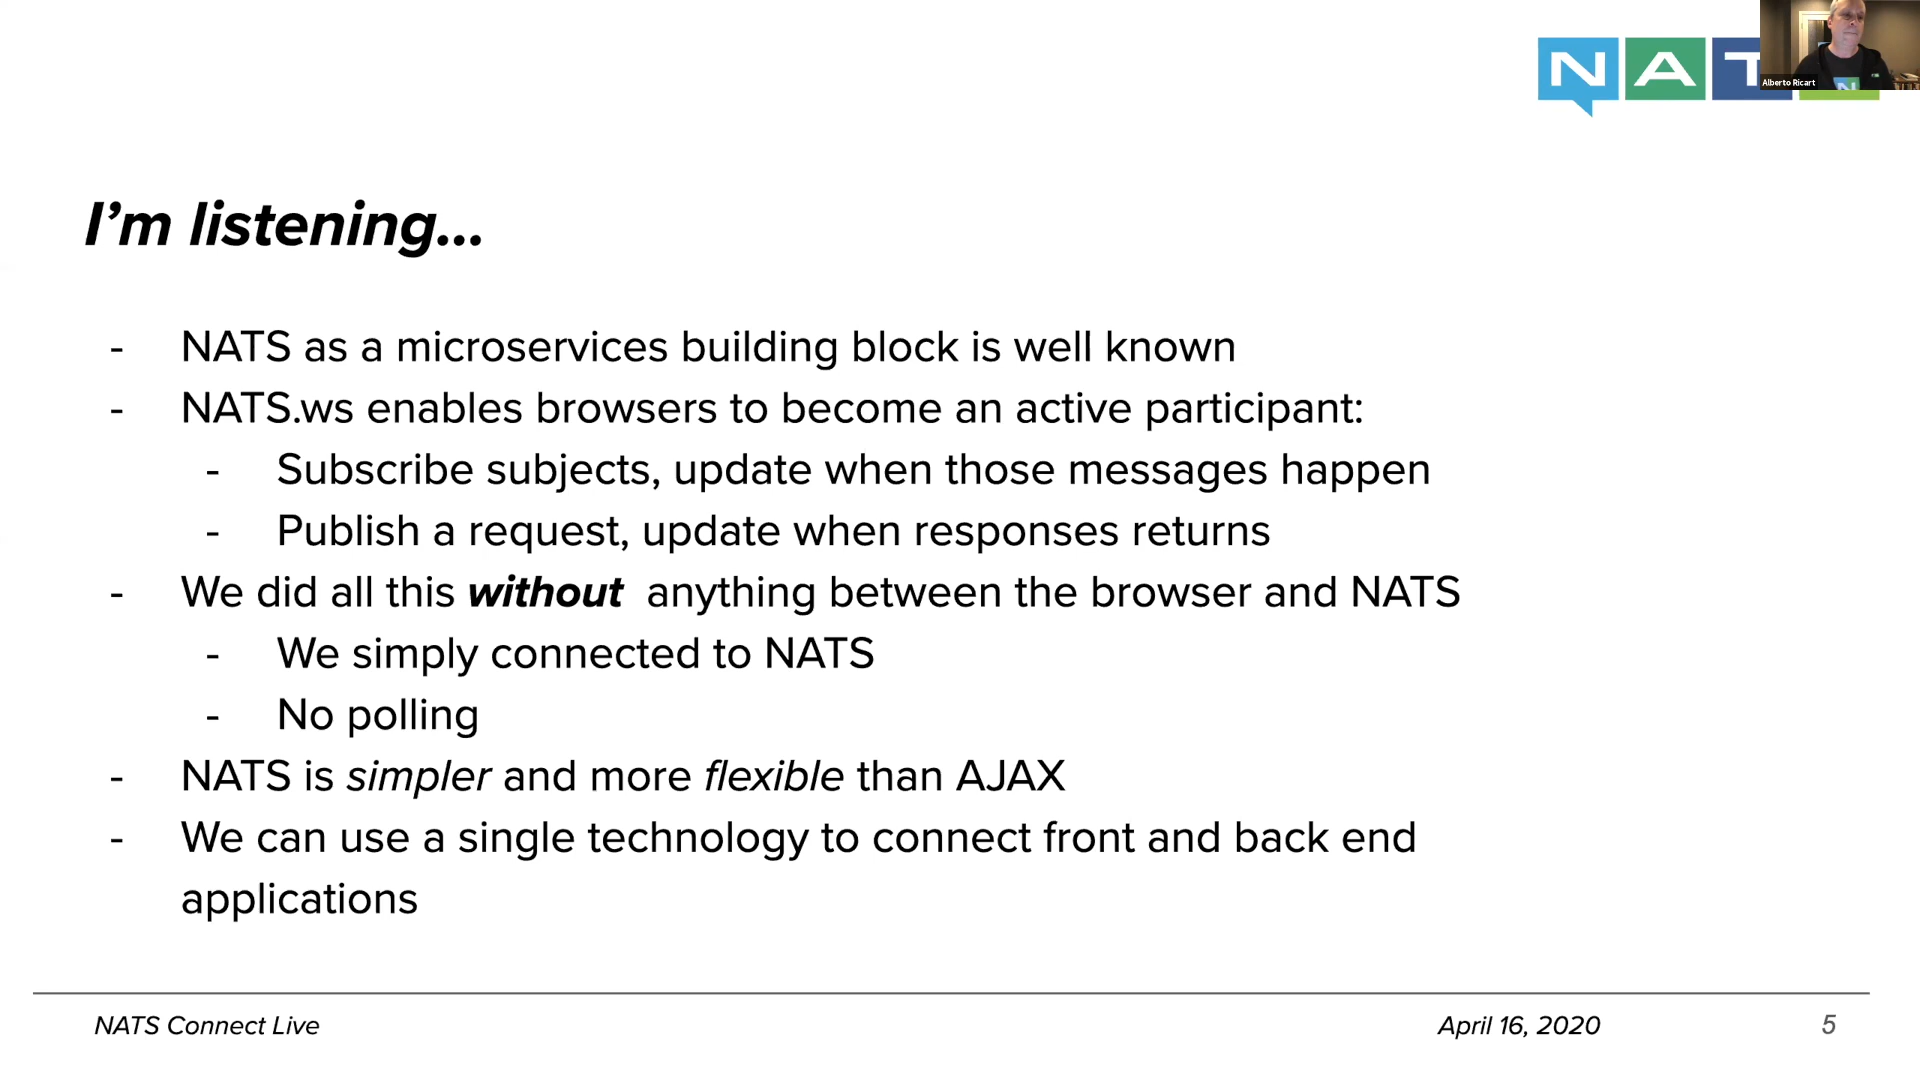 NAT
Alberto Ricart
N
I'm listening...
- NATS as a microservices building block is well known
- NATS.ws enables browsers to become an active participant:
- Subscribe subjects, update when those messages happen
- Publish a request, update when responses returns
- We did all this without anything between the browser and NATS
- We simply connected to NATS
- No polling
- NATS is simpler and more flexible than AJAX
- We can use a single technology to connect front and back end
applications
NATS Connect Live
April 16, 2020
5